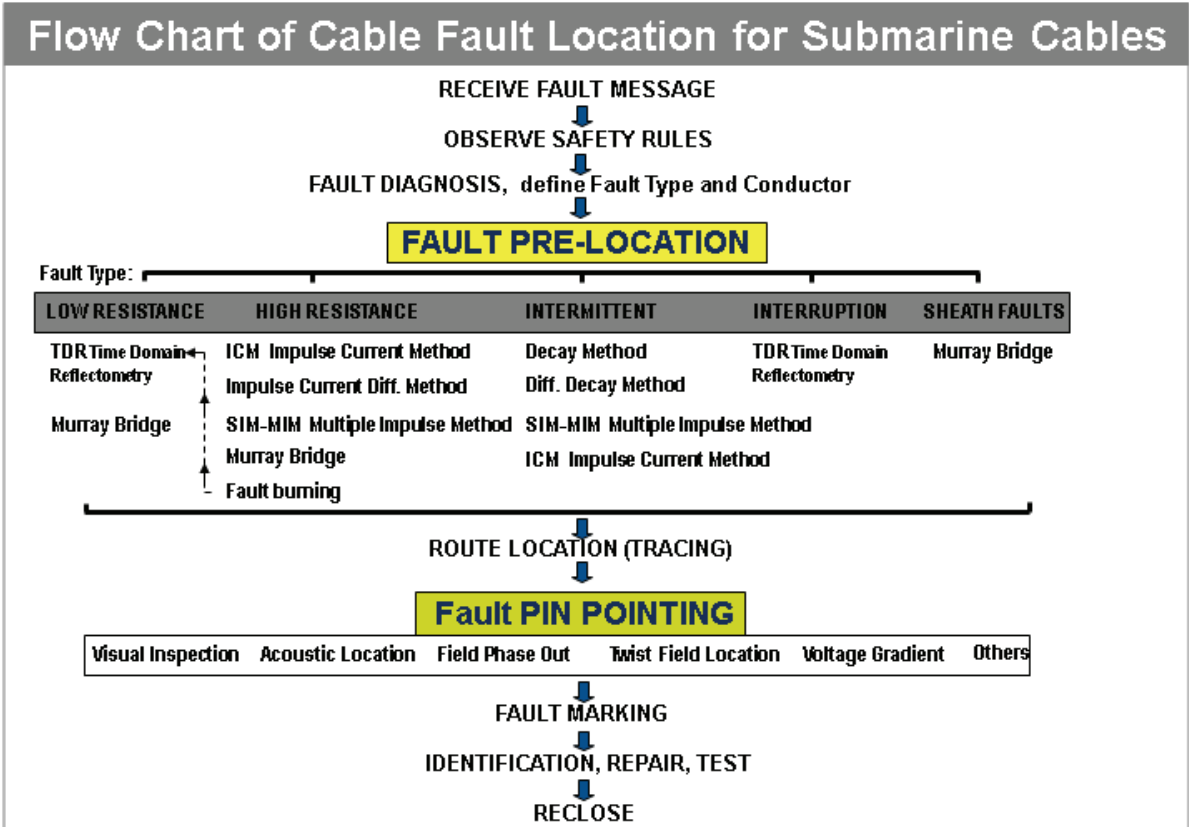 Flow Chart of Cable Fault Location for Submarine Cables
RECEIVE FAULT MESSAGE
OBSERVE SAFETY RULES
FAULT DIAGNOSIS, define Fault Type and Conductor
FAULT PRE-LOCATION
Fault Type:
LOW RESISTANCE HIGH RESISTANCE INTERMITTENT INTERRUPTION SHEATH FAULTS
TDR Time Domain
Reflectometry
Murray Bridge
ICM Impulse Current Method
Impulse Current Diff. Method
SIM-MIM Multiple Impulse Method
Murray Bridge
Fault burning
Decay Method
Diff. Decay Method
SIM-MIM Multiple Impulse Method
ICM Impulse Current Method
TDR Time Domain
Reflectometry
Murray Bridge
ROUTE LOCATION (TRACING)
Fault PIN POINTING
Visual Inspection Acoustic Location Field Phase Out Twist Field Location Voltage Gradient Others
FAULT MARKING
IDENTIFICATION, REPAIR, TEST
RECLOSE